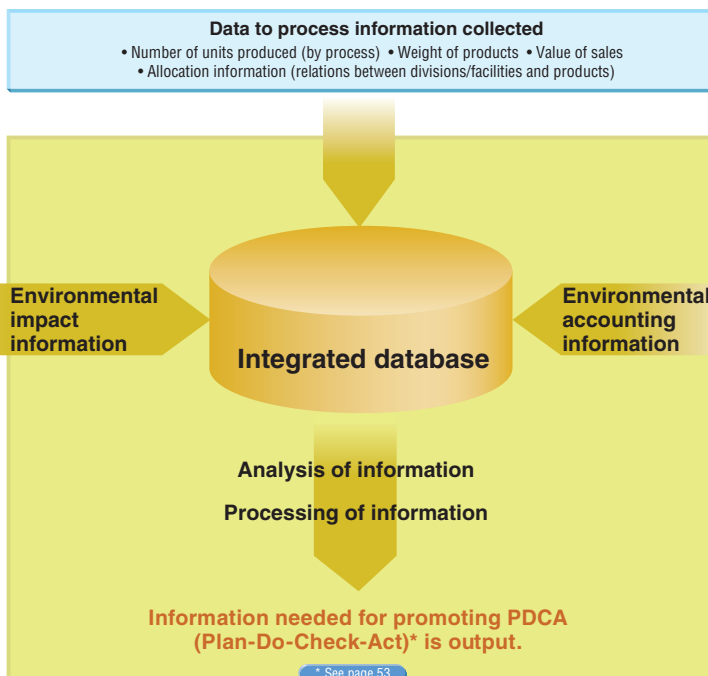 Data to process information collected
• Number of units produced (by process) • Weight of products • Value of sales
• Allocation information (relations between divisions/facilities and products)
Environmental
impact
information
Environmental
accounting
information
Integrated database
Analysis of information
Processing of information
Information needed for promoting PDCA
(Plan-Do-Check-Act)* is output.
* See page 53